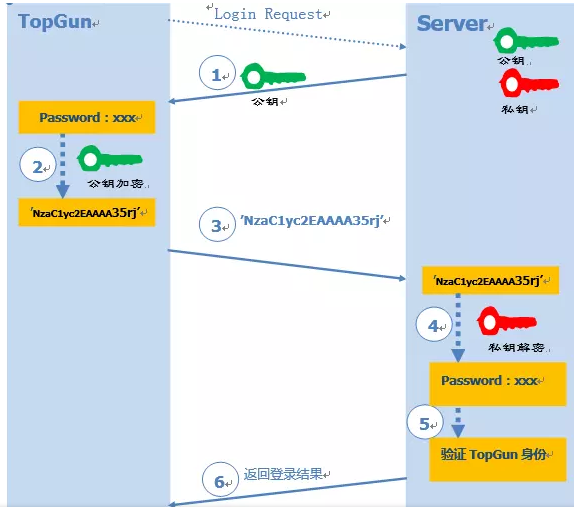 TopGun
Login Request
Server
公钥
私钥
1
公钥
Password：xxx
2
公钥加密
'NzaC1yc2EAAAA35rj'
3
'NzaC1yc2EAAAA35rj'
'NzaC1yc2EAAAA35rj'
4
私钥解密
Password：xxx
5
验证 TopGun 身份
6
返回登录结果